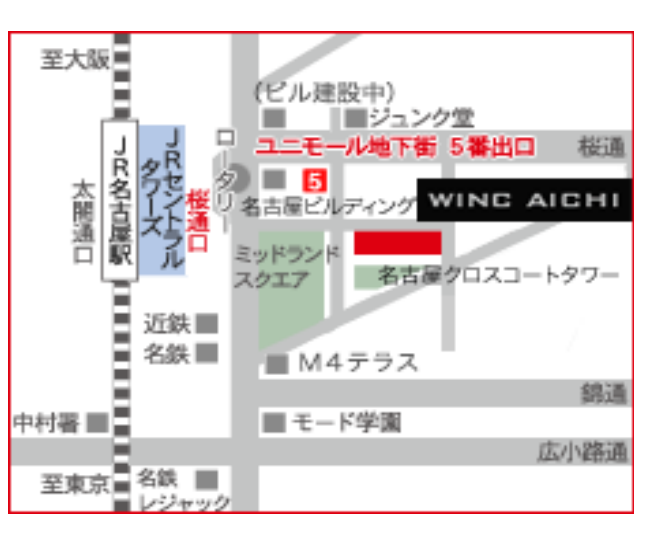 至大阪
(ビル建設中)
ジュンク堂
ユニモール地下街 5番出口
桜通
JR名古屋駅
JRセントラル
タワーズ
桜通口
ロータリー
太閤通口
5
名古屋ビルディング
WINC AICHI
ミッドランド
スクエア
名古屋クロスコートタワー
近鉄
名鉄
M4テラス
錦通
中村署
モード学園
広小路通
至東京
名鉄
レジャック